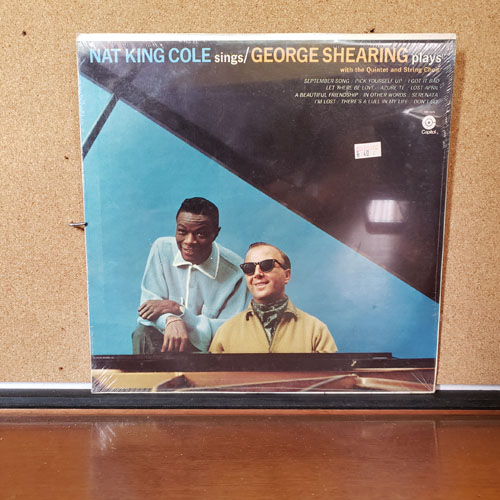 NAT KING COLE sings/GEORGE SHEARING plays
with the Quintet and String Choir
SEPTEMBER SONG · PICK YOURSELF UP · I GOT IT BAD
LET THERE BE LOVE · AZURE TE · LOST APRIL
A BEAUTIFUL FRIENDSHIP · IN OTHER WORDS · SERENATA
I'M LOST · THERE'S A LULL IN MY LIFE · DON'T GO
Capitol